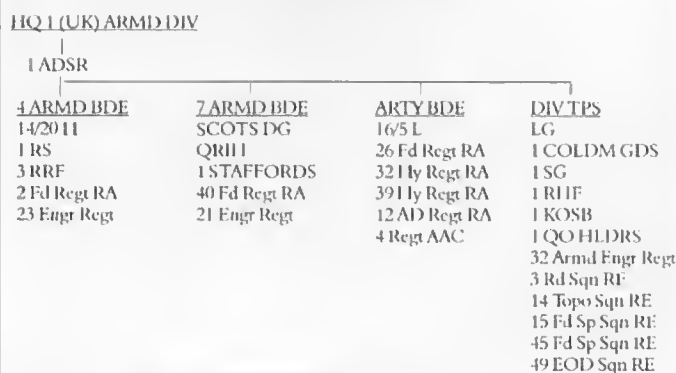 HQ 1 (UK) ARMD DIV
1 ADSR
4 ARMD BDE
14/20 H
1 RS
3 RRF
2 Fd Regt RA
23 Engr Regt
7 ARMD BDE
SCOTS DG
QRIH
1 STAFFORDS
40 Fd Regt RA
21 Engr Regt
ARTY BDE
16/5 L
26 Fd Regt RA
32 Hy Regt RA
39 Hy Regt RA
12 AD Regt RA
4 Regt AAC
DIV TPS
LG
1 COLDM GDS
1 SG
1 RHF
1 KOSB
1 QO HLDRS
32 Armd Engr Regt
3 Rd Sqn RE
14 Topo Sqn RE
15 Fd Sp Sqn RE
45 Fd Sp Sqn RE
49 EOD Sqn RE